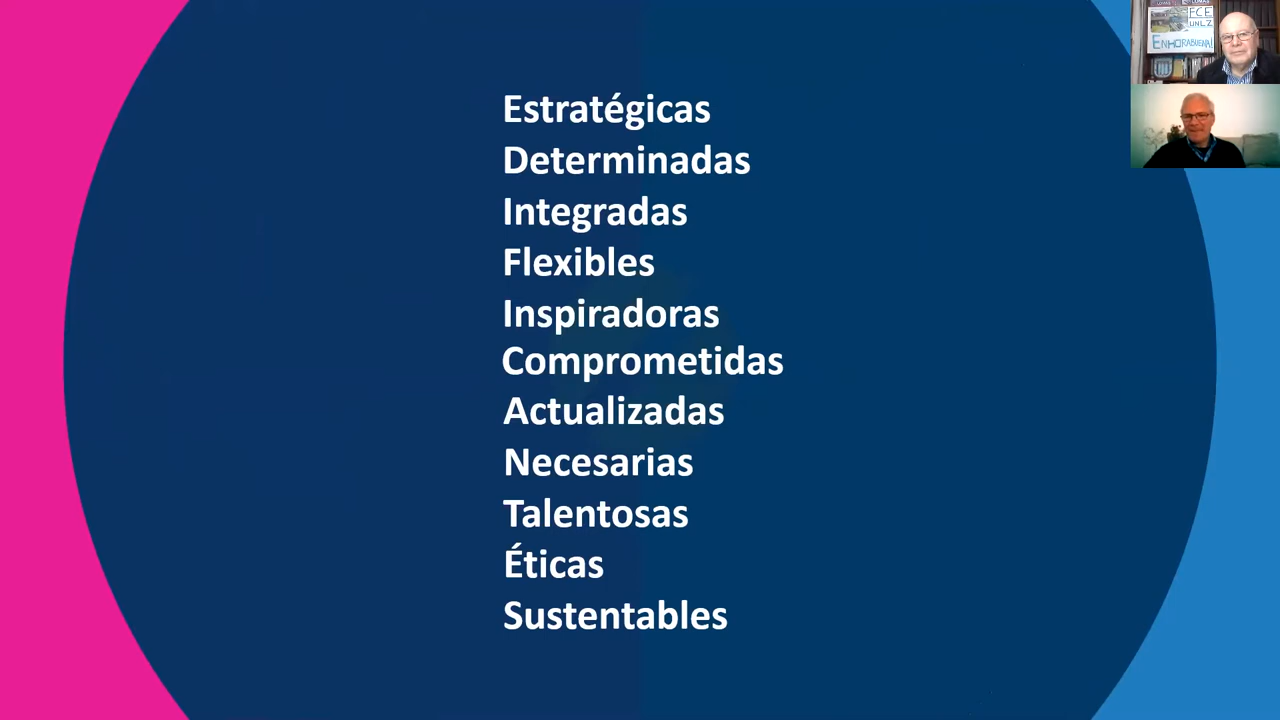 Estratégicas
Determinadas
Integradas
Flexibles
Inspiradoras
Comprometidas
Actualizadas
Necesarias
Talentosas
Éticas
Sustentables
FCE
UNLZ
ENHORABUENA!